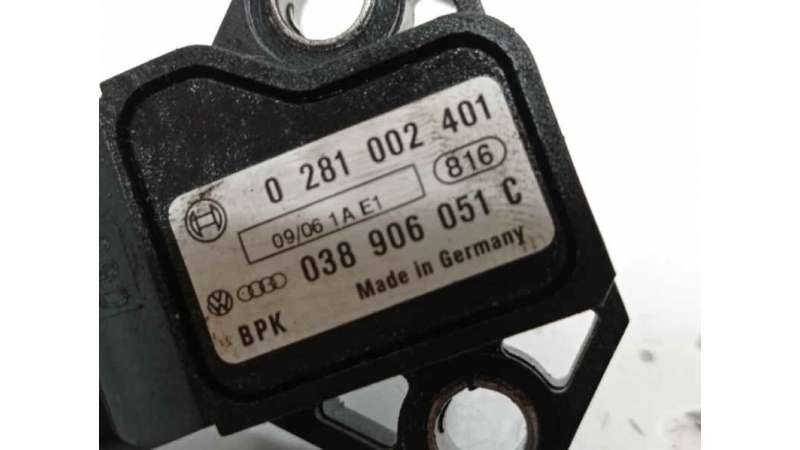 0 281 002 401
09/06 1A E1 816
038 906 051 C
BPK Made in Germany